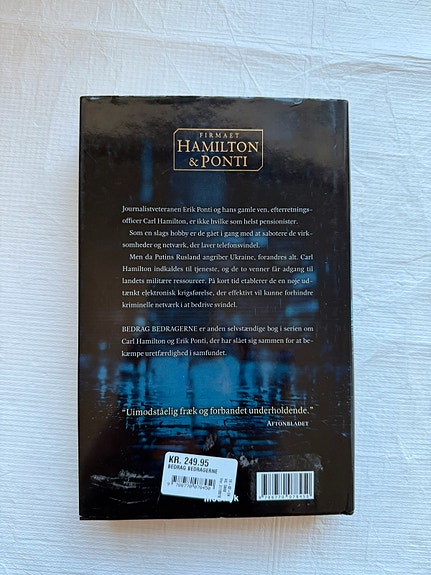 FIRMAET
HAMILTON
& PONTI
Journalistveteranen Erik Ponti og hans gamle ven, efterretnings-
officer Carl Hamilton, er ikke hvilke som helst pensionister.
Som en slags hobby er de gået i gang med at sabotere de virk-
somheder og netværk, der laver telefonsvindel.
Men da Putins Rusland angriber Ukraine, forandres alt. Carl
Hamilton indkaldes til tjeneste, og de to venner får adgang til
landets militære ressourcer. På kort tid etablerer de en nøje ud-
tænkt elektronisk krigsførelse, der effektivt vil kunne forhindre
kriminelle netværk i at bedrive svindel.
BEDRAG BEDRAGERNE er anden selvstændige bog i serien om
Carl Hamilton og Erik Ponti, der har slået sig sammen for at be-
kæmpe uretfærdighed i samfundet.
“Uimodståelig fræk og forbandet underholdende.”
AFTONBLADET
KR. 249.95
BEDRAG BEDRAGERNE
9 788770 078450